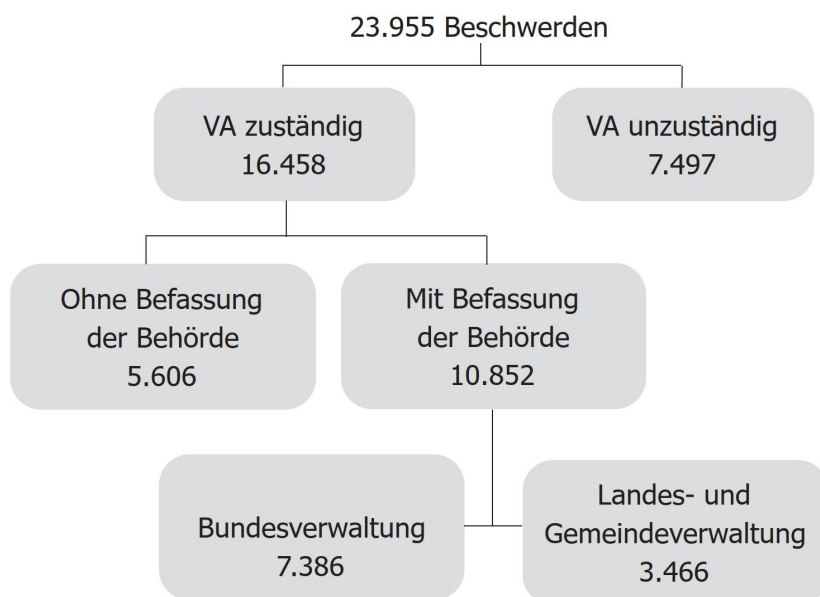 23.955 Beschwerden
VA zuständig
16.458
VA unzuständig
7.497
Ohne Befassung
der Behörde
5.606
Mit Befassung
der Behörde
10.852
Bundesverwaltung
7.386
Landes- und
Gemeindeverwaltung
3.466